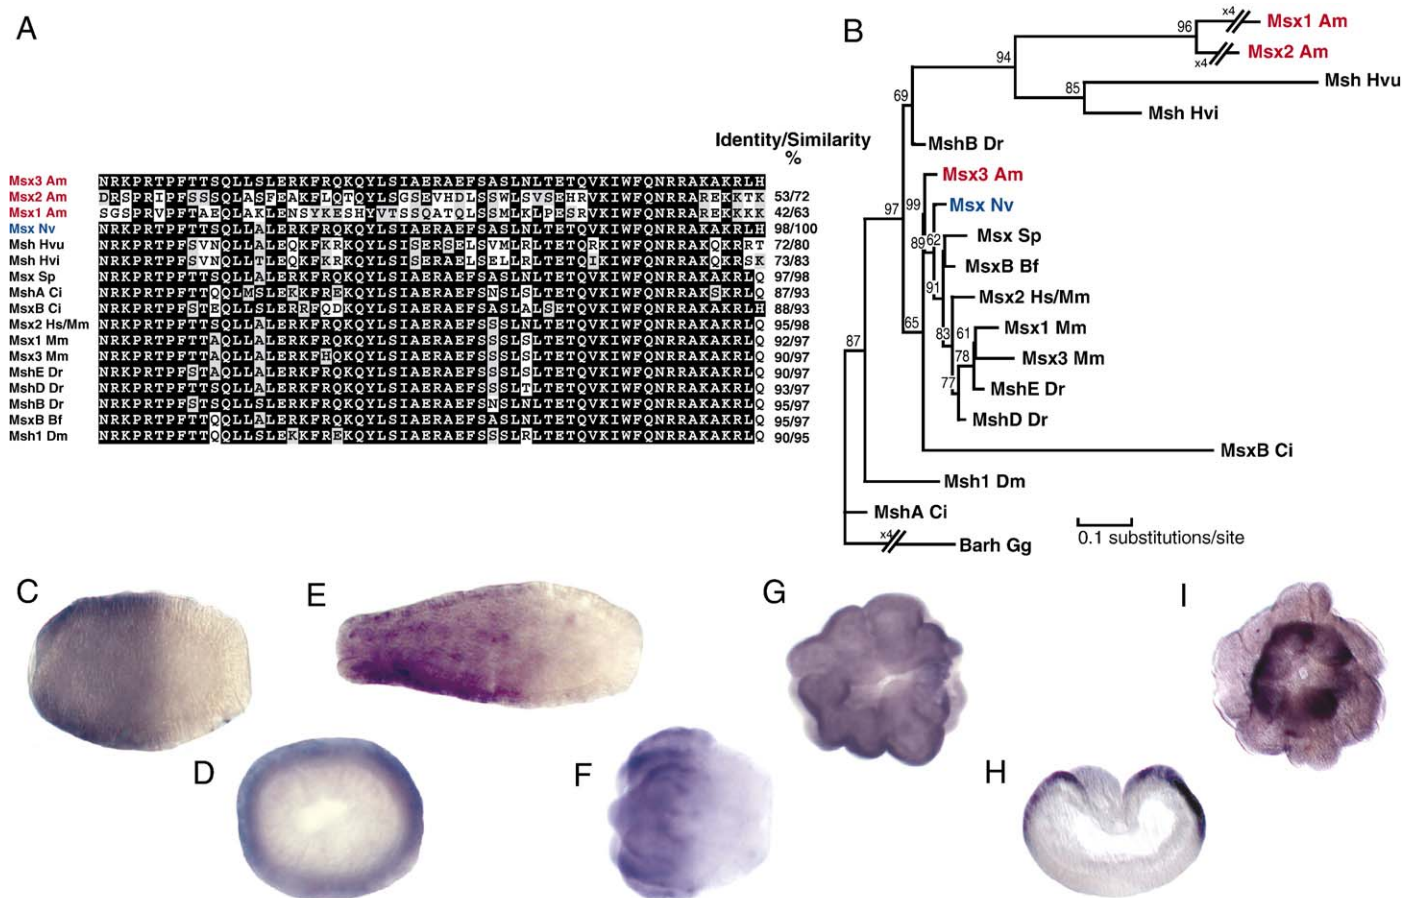 A
Identity/Similarity
%
Msx3 Am NRKPRTPFTTSQLLSLERKFRQKQYLSIAERAEFSASLNLTETQVKIWFQNRRAKAKRLH
Msx2 Am DRSPRIPFSSSQLASFEAKFLQTQYLSGSEVHDLSSWLSVSETQVKIWFQNRRAREKKTK 53/72
Msx1 Am SGSPRVPFTAEQLAKLENSYKESHYVTSSQATQLSSMLKLPESRVKIWFQNRRAREKKKK 42/63
Msx Nv NRKPRTPFTTSQLLALERKFRQKQYLSIAERAEFSASLNLTETQVKIWFQNRRAKAKRLH 98/100
Msh Hvu NRKPRTPFSVNQLLALEQKFKRKQYLSISERSELSVMLRLTETQRKIWFQNRRAKQKRRT 72/80
Msh Hvi NRKPRTPFSVNQLLTLEQKFKRKQYLSISERAELSELLRLTETQIKIWFQNRRAKQKRSK 73/83
Msx Sp NRKPRTPFTTSQLLALERKFRQKQYLSIAERAEFSASLNLTETQVKIWFQNRRAKAKRLQ 97/98
MshA Ci NRKPRTPFTTQQLMSLEKKFREKQYLSIAERAEFSNSLSLTETQVKIWFQNRRAKSKRLQ 87/93
MsxB Ci NRKPRTPFSTEQLLSLERRFQDKQYLSIAERAEFSASLALSETQVKIWFQNRRAKAKRLH 88/93
Msx2 Hs/Mm NRKPRTPFTTSQLLALERKFRQKQYLSIAERAEFSSSLNLTETQVKIWFQNRRAKAKRLQ 95/98
Msx1 Mm NRKPRTPFTTAQLLALERKFRQKQYLSIAERAEFSSSLSLTETQVKIWFQNRRAKAKRLQ 92/97
Msx3 Mm NRKPRTPFTTAQLLALERKFHQKQYLSIAERAEFSSSLSLTETQVKIWFQNRRAKAKRLQ 90/97
MshE Dr NRKPRTPFSTAQLLALERKFRQKQYLSIAERAEFSSSLSLTETQVKIWFQNRRAKAKRLQ 90/97
MshD Dr NRKPRTPFTTSQLLALERKFRQKQYLSIAERAEFSSSLTLTETQVKIWFQNRRAKAKRLQ 93/97
MshB Dr NRKPRTPFSTSQLLSLERKFRQKQYLSIAERAEFSNSLNLTETQVKIWFQNRRAKAKRLQ 95/97
MsxB Bf NRKPRTPFTTQQLLALERKFRQKQYLSIAERAEFSASLNLTETQVKIWFQNRRAKAKRLQ 95/97
Msh1 Dm NRKPRTPFTTQQLLSLEKKFREKQYLSIAERAEFSSSLRLTETQVKIWFQNRRAKAKRLQ 90/95
B
x4
Msx1 Am
96
x4
Msx2 Am
94
Msh Hvu
85
Msh Hvi
69
MshB Dr
Msx3 Am
99
Msx Nv
97
89
62
Msx Sp
MsxB Bf
91
Msx2 Hs/Mm
65
83
61
Msx1 Mm
87
78
Msx3 Mm
77
MshE Dr
MshD Dr
MsxB Ci
Msh1 Dm
MshA Ci
x4
Barh Gg
0.1 substitutions/site
C
E
G
I
D
F
H